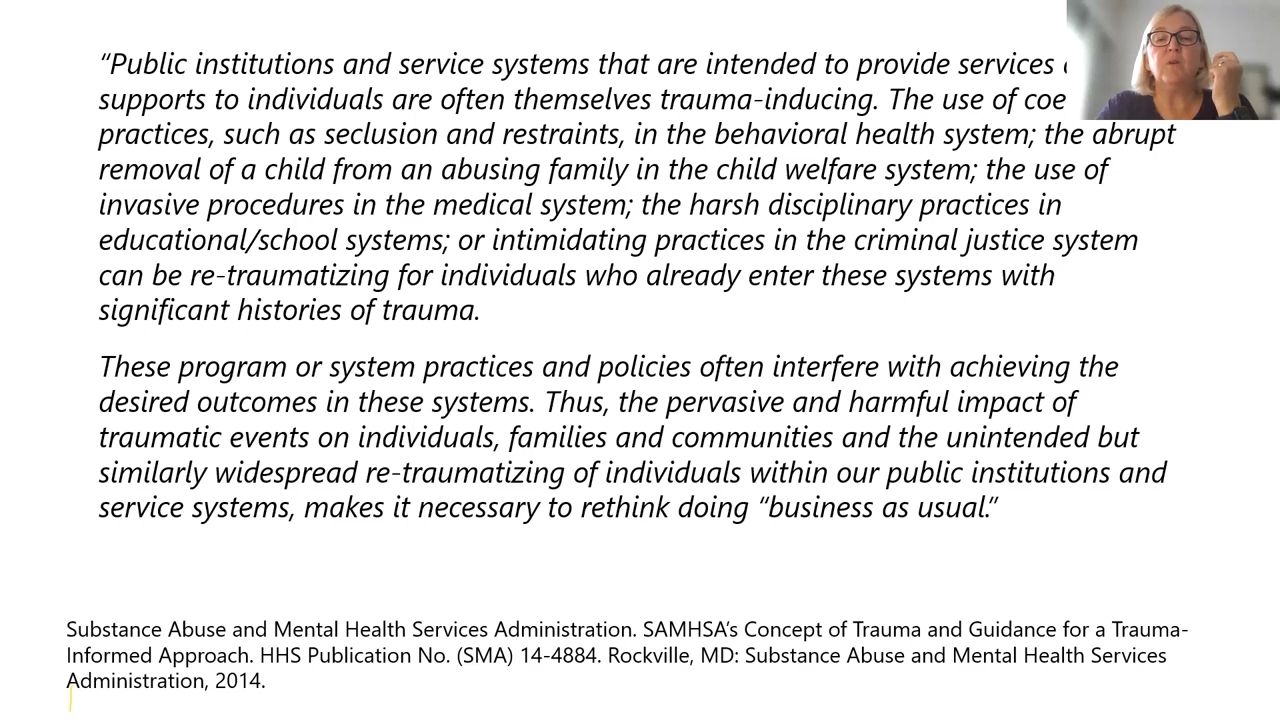 “Public institutions and service systems that are intended to provide services
supports to individuals are often themselves trauma-inducing. The use of coe
practices, such as seclusion and restraints, in the behavioral health system; the abrupt
removal of a child from an abusing family in the child welfare system; the use of
invasive procedures in the medical system; the harsh disciplinary practices in
educational/school systems; or intimidating practices in the criminal justice system
can be re-traumatizing for individuals who already enter these systems with
significant histories of trauma.
These program or system practices and policies often interfere with achieving the
desired outcomes in these systems. Thus, the pervasive and harmful impact of
traumatic events on individuals, families and communities and the unintended but
similarly widespread re-traumatizing of individuals within our public institutions and
service systems, makes it necessary to rethink doing “business as usual.”
Substance Abuse and Mental Health Services Administration. SAMHSA’s Concept of Trauma and Guidance for a Trauma-
Informed Approach. HHS Publication No. (SMA) 14-4884. Rockville, MD: Substance Abuse and Mental Health Services
Administration, 2014.